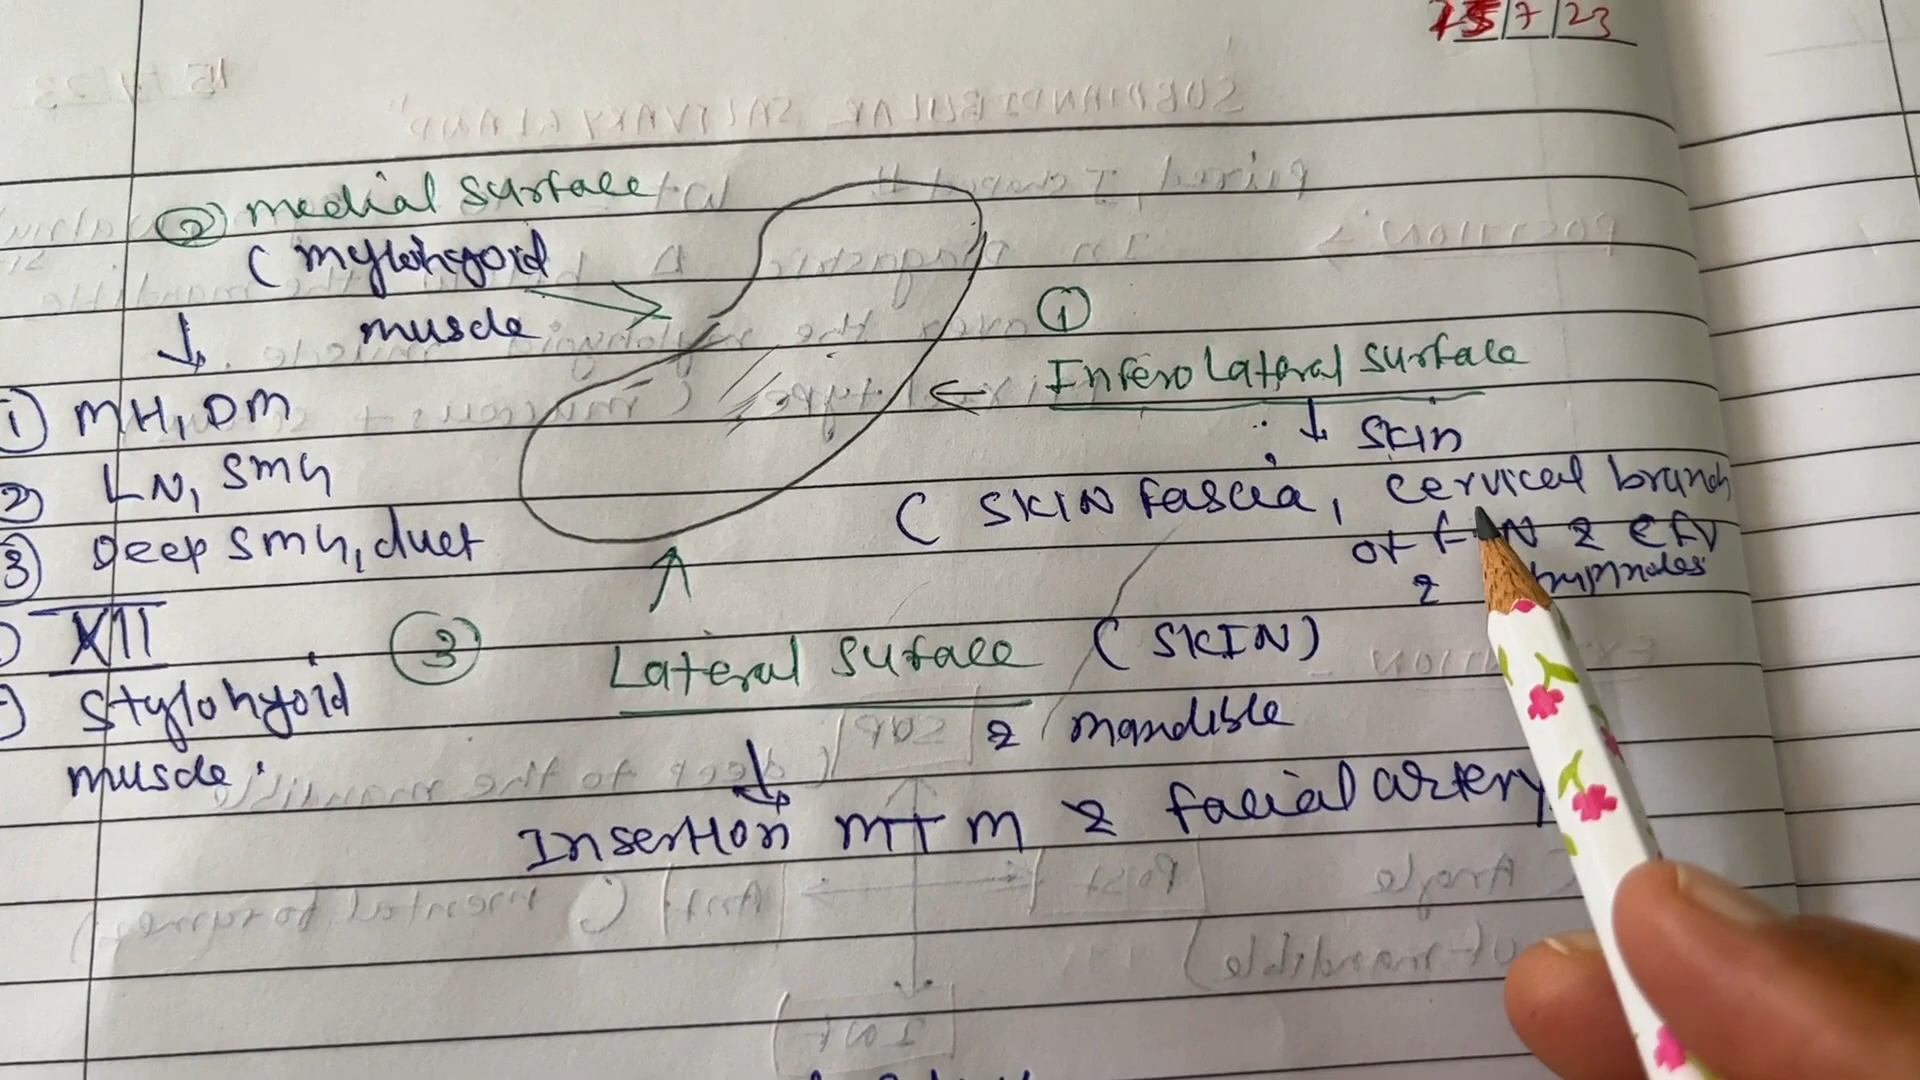 15/7/23
② medial surface
( mylohyoid
muscle
① MH, DM
② LN, SMG
③ Deep SMG, duct
XII
Stylohyoid
muscle.
①
Inferolateral surface
↓ skin
( SKIN fascia, cervical branch
of f N & CFV
&
③ Lateral surface ( SKIN)
& mandible
Insertion MTM & facial artery